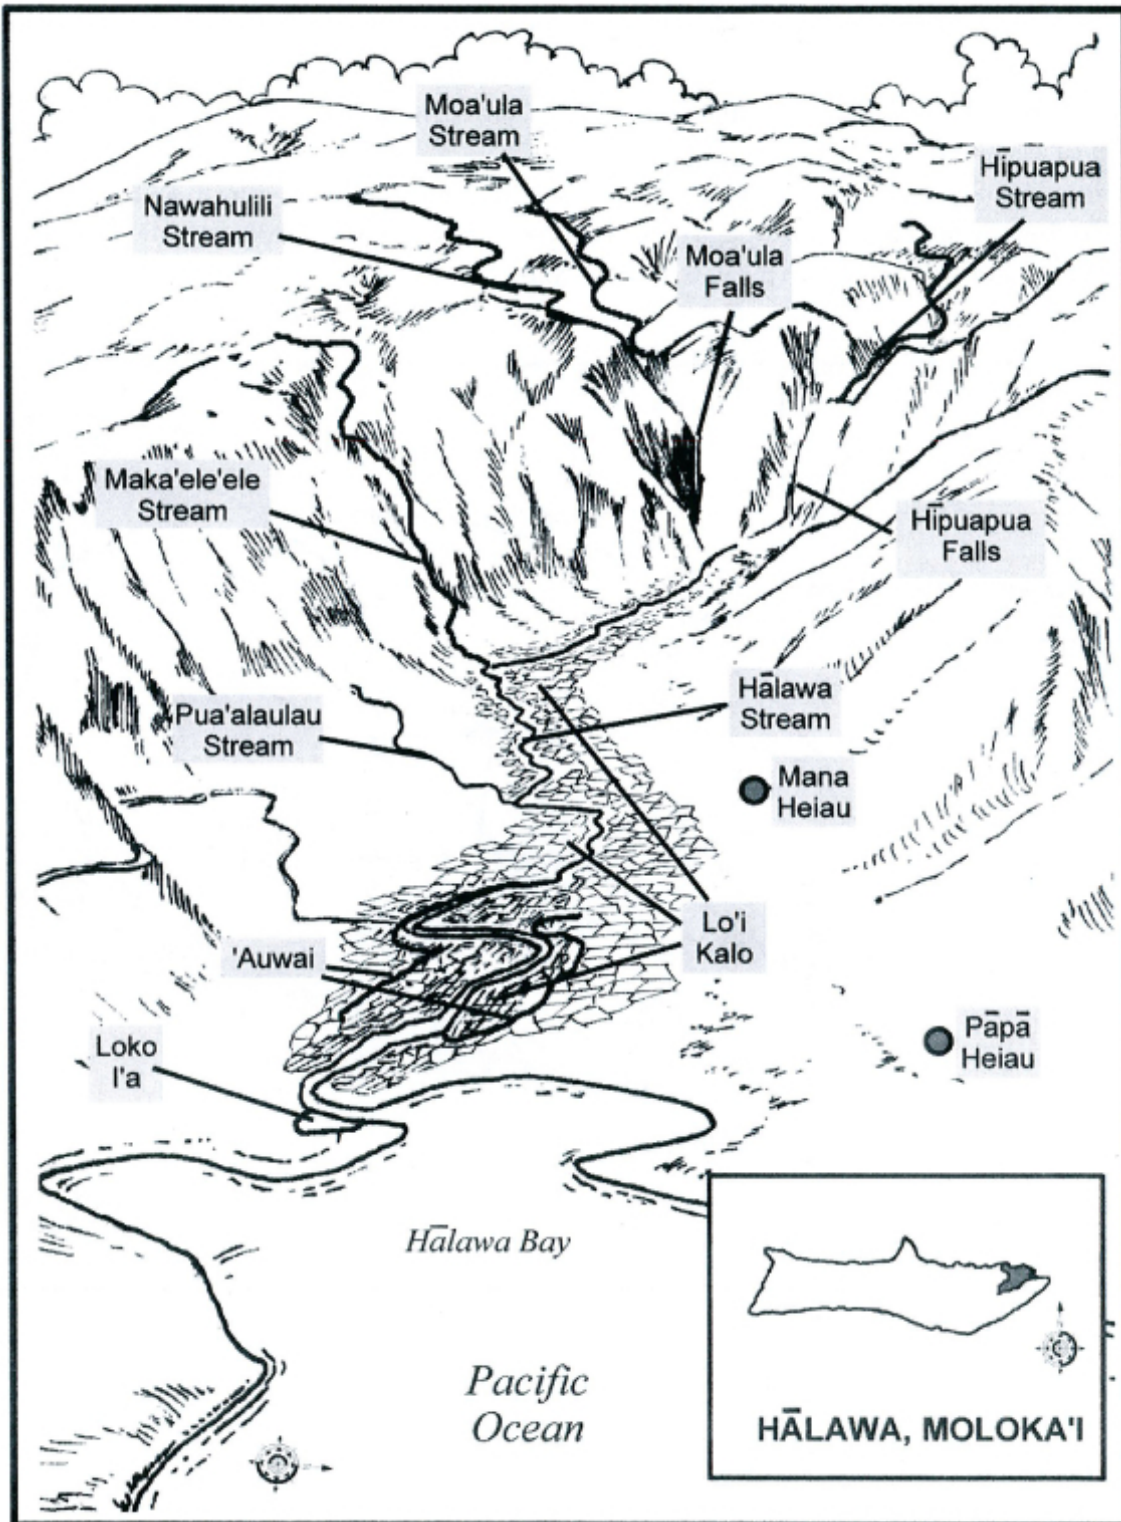 Moa'ula
Stream
Hīpuapua
Stream
Nawahulili
Stream
Moa'ula
Falls
Maka'ele'ele
Stream
Hīpuapua
Falls
Pua'alaulau
Stream
Hālawa
Stream
Mana
Heiau
Lo'i
Kalo
'Auwai
Loko
I'a
Pāpā
Heiau
Hālawa Bay
Pacific
Ocean
HĀLAWA, MOLOKA'I